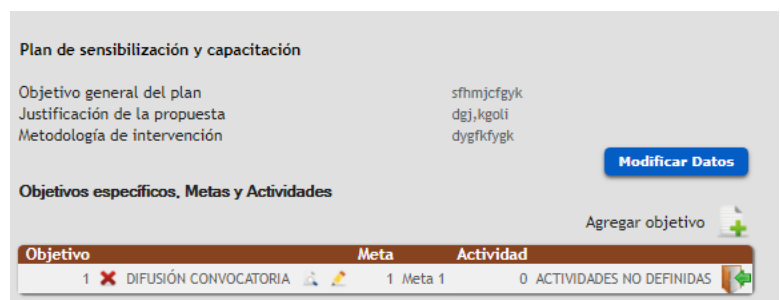 Plan de sensibilización y capacitación
Objetivo general del plan sfhmjcfgyk
Justificación de la propuesta dgj,kgoli
Metodología de intervención dygfkfygk
Modificar Datos
Objetivos específicos, Metas y Actividades
Agregar objetivo
Objetivo Meta Actividad
1 DIFUSIÓN CONVOCATORIA 1 Meta 1 0 ACTIVIDADES NO DEFINIDAS